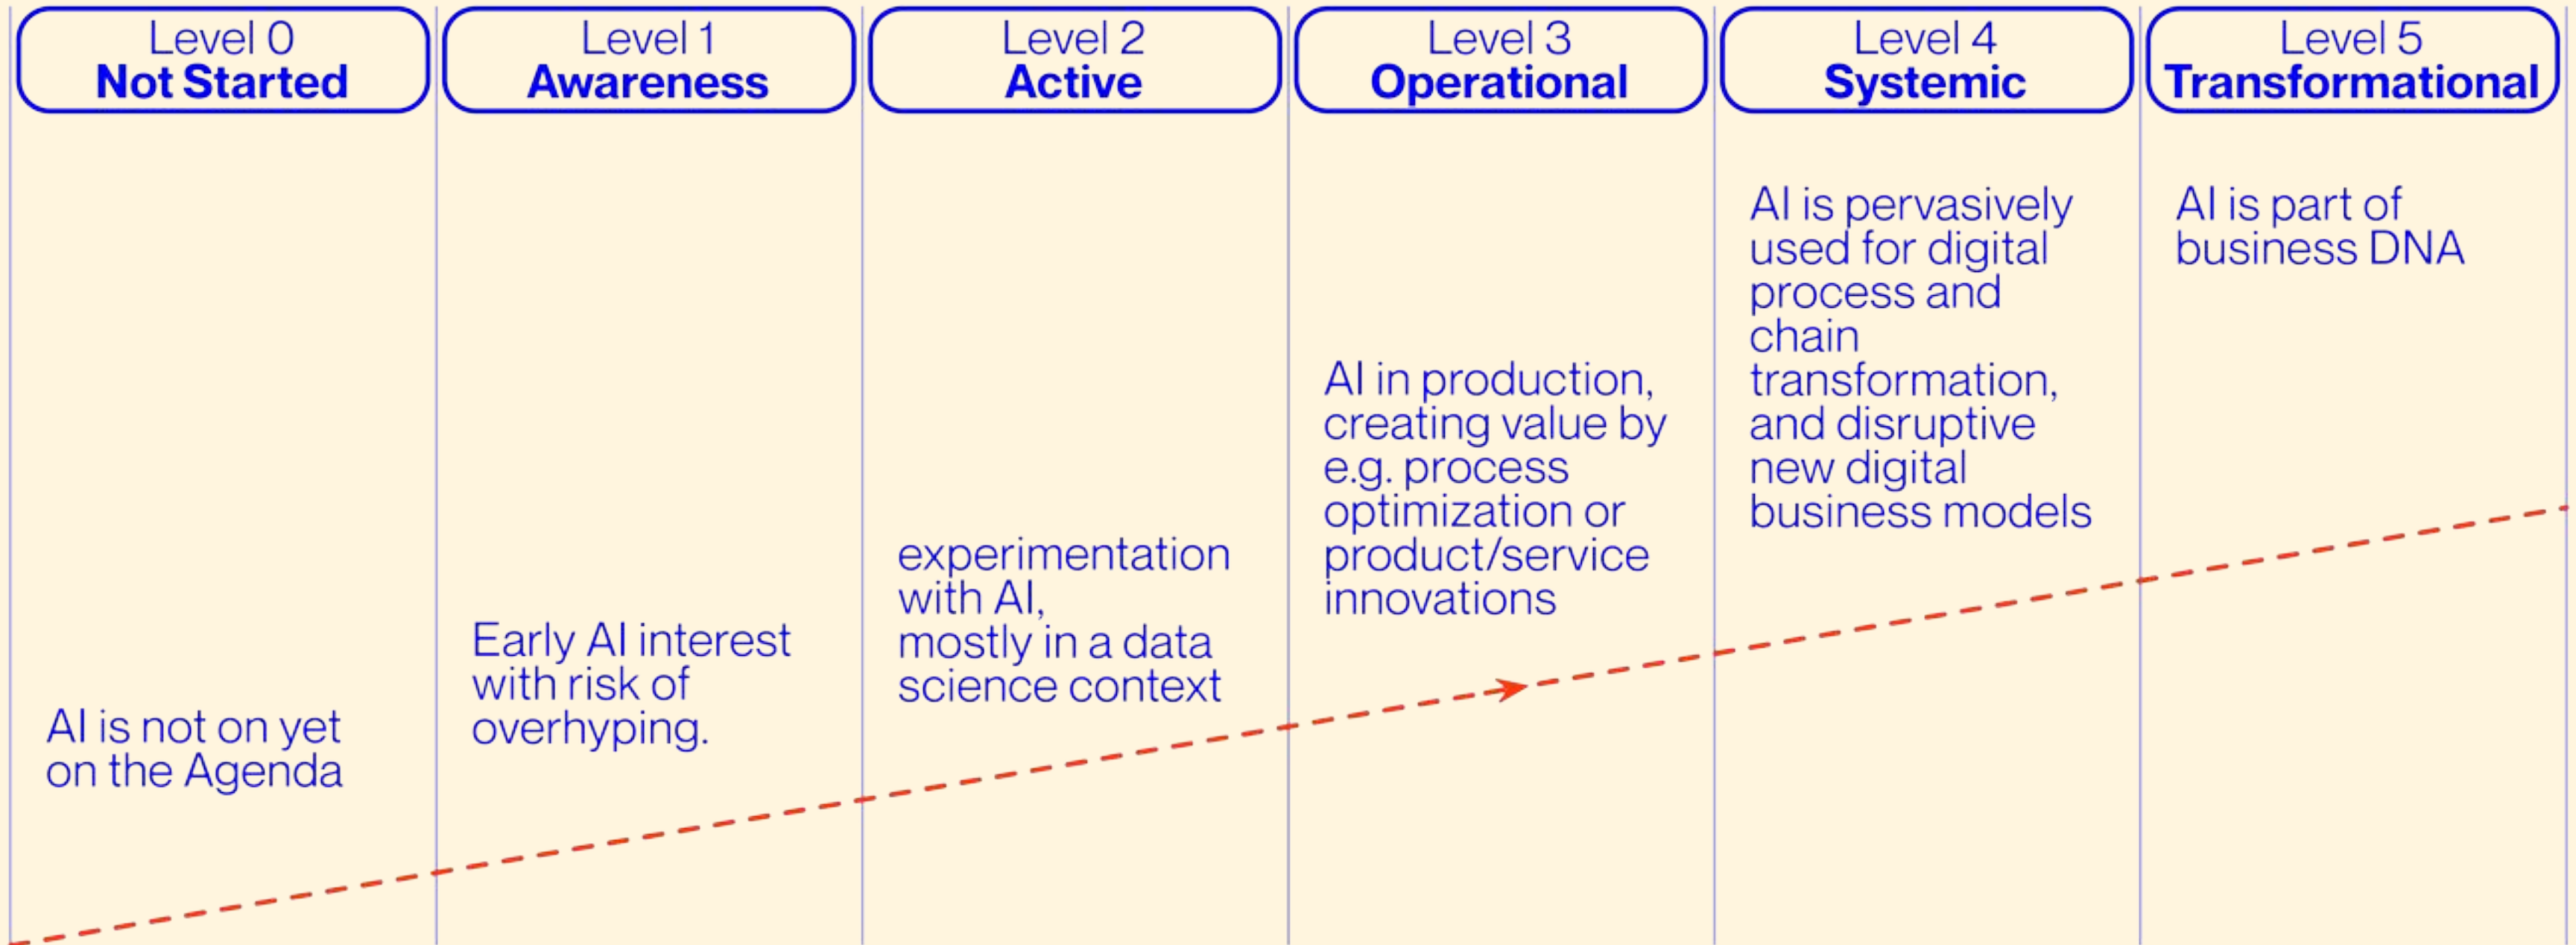 Level 0
Not Started
Level 1
Awareness
Level 2
Active
Level 3
Operational
Level 4
Systemic
Level 5
Transformational
AI is not on yet
on the Agenda
Early AI interest
with risk of
overhyping.
experimentation
with AI,
mostly in a data
science context
AI in production,
creating value by
e.g. process
optimization or
product/service
innovations
AI is pervasively
used for digital
process and
chain
transformation,
and disruptive
new digital
business models
AI is part of
business DNA